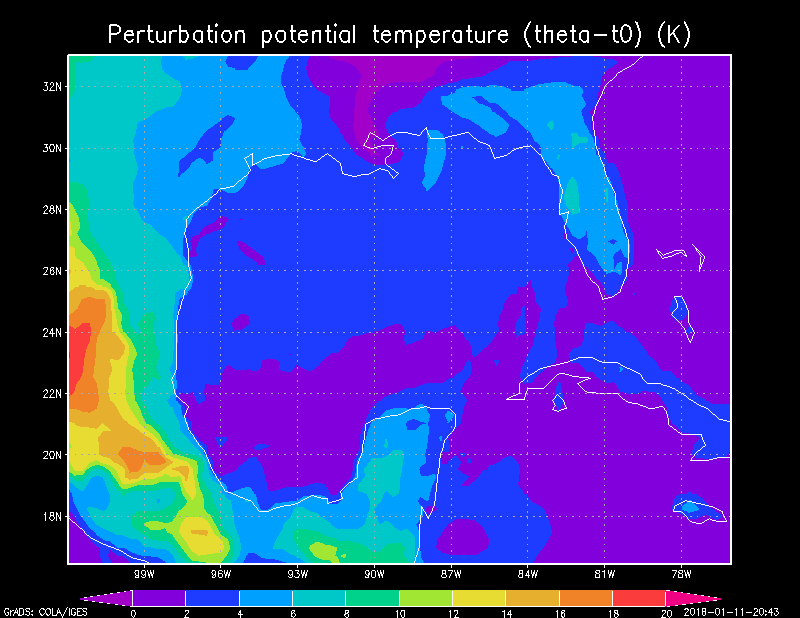 Perturbation potential temperature (theta-t0) (K)
32N
30N
28N
26N
24N
22N
20N
18N
99W 96W 93W 90W 87W 84W 81W 78W
0 2 4 6 8 10 12 14 16 18 20
GrADS: COLA/IGES 2018-01-11-20:43